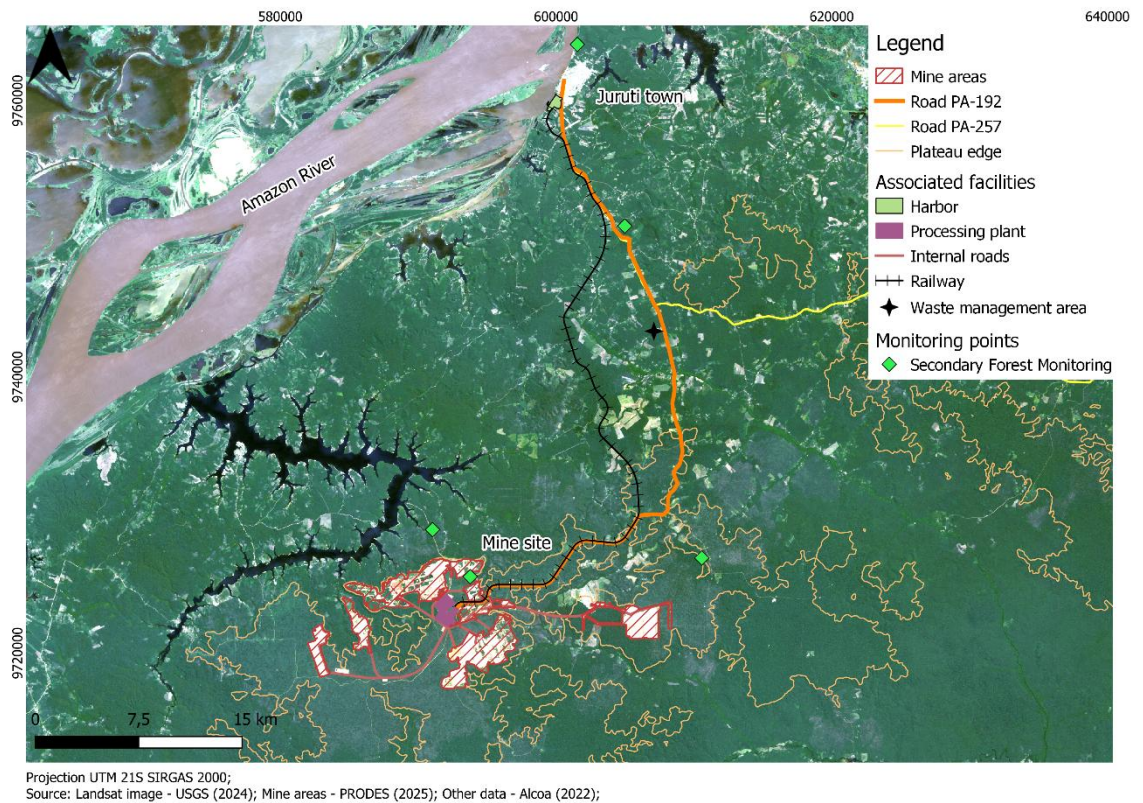 580000
600000
620000
640000
9760000
9740000
9720000
Legend
Mine areas
Road PA-192
Road PA-257
Plateau edge
Associated facilities
Harbor
Processing plant
Internal roads
Railway
Waste management area
Monitoring points
Secondary Forest Monitoring
Juruti town
Amazon River
Mine site
0 7,5 15 km
Projection UTM 21S SIRGAS 2000;
Source: Landsat image - USGS (2024); Mine areas - PRODES (2025); Other data - Alcoa (2022);